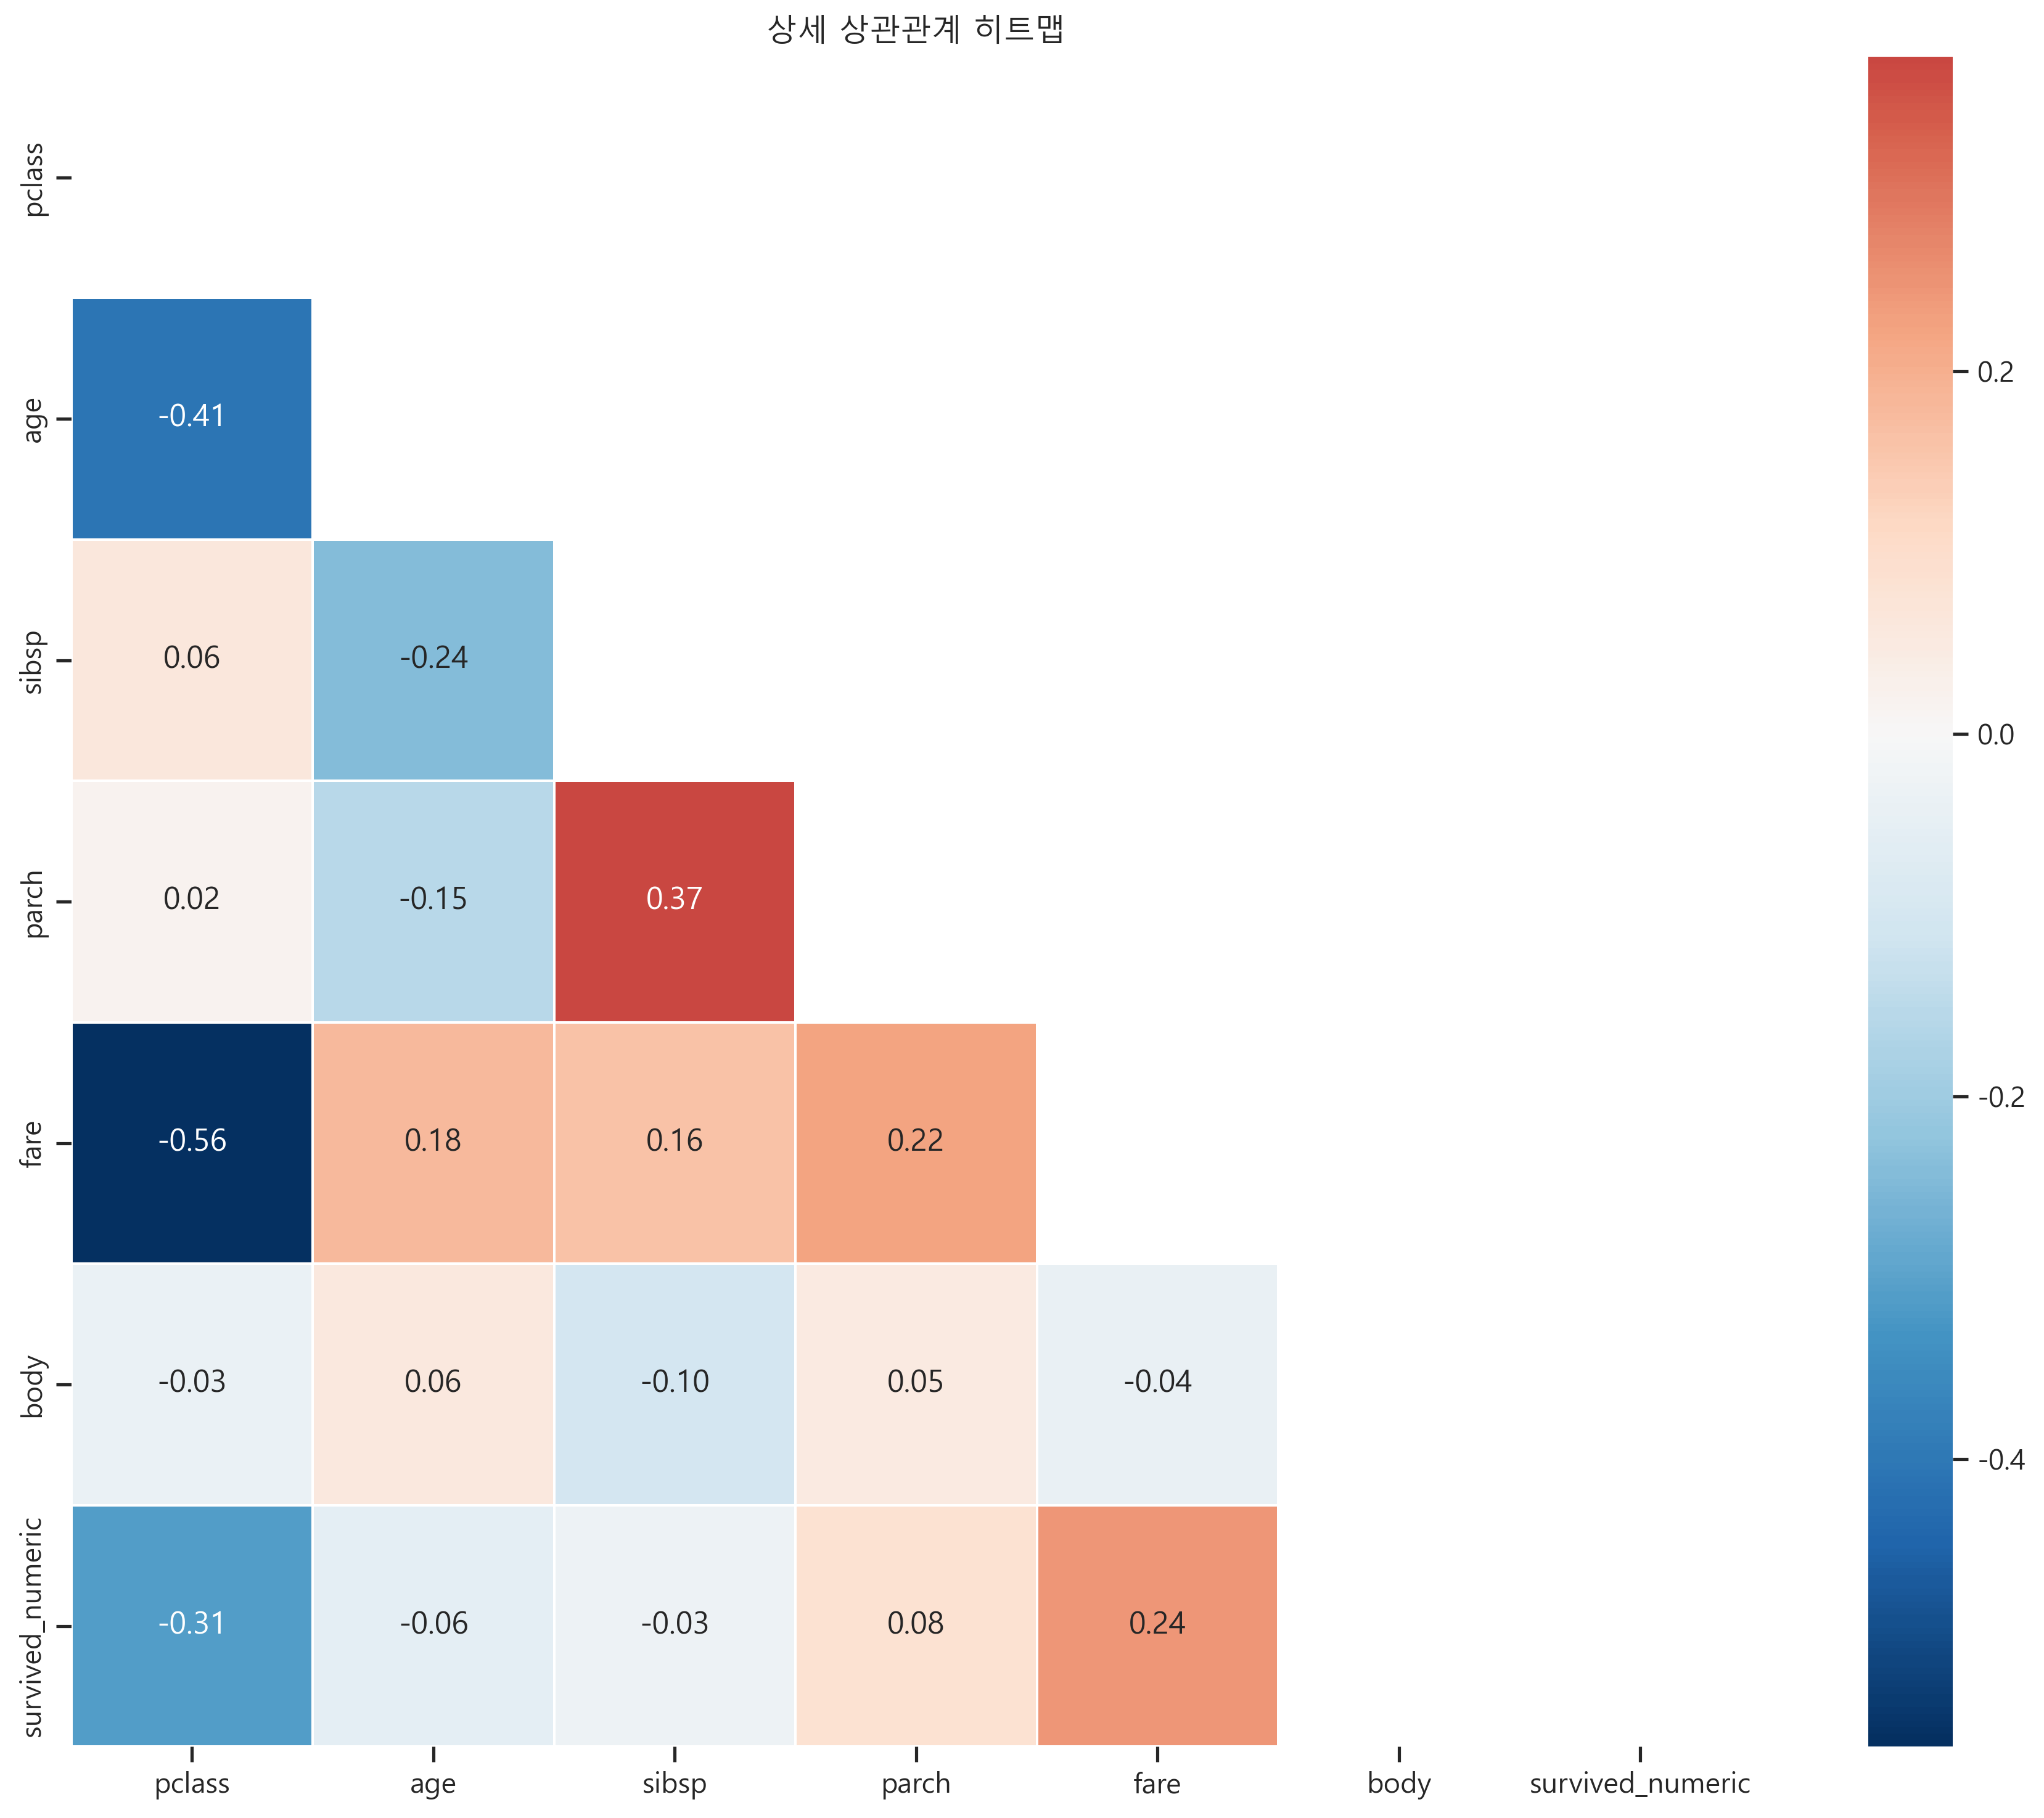 상세 상관관계 히트맵
pclass
age -0.41
sibsp 0.06 -0.24
parch 0.02 -0.15 0.37
fare -0.56 0.18 0.16 0.22
body -0.03 0.06 -0.10 0.05 -0.04
survived_numeric -0.31 -0.06 -0.03 0.08 0.24
pclass age sibsp parch fare body survived_numeric
0.2
0.0
-0.2
-0.4